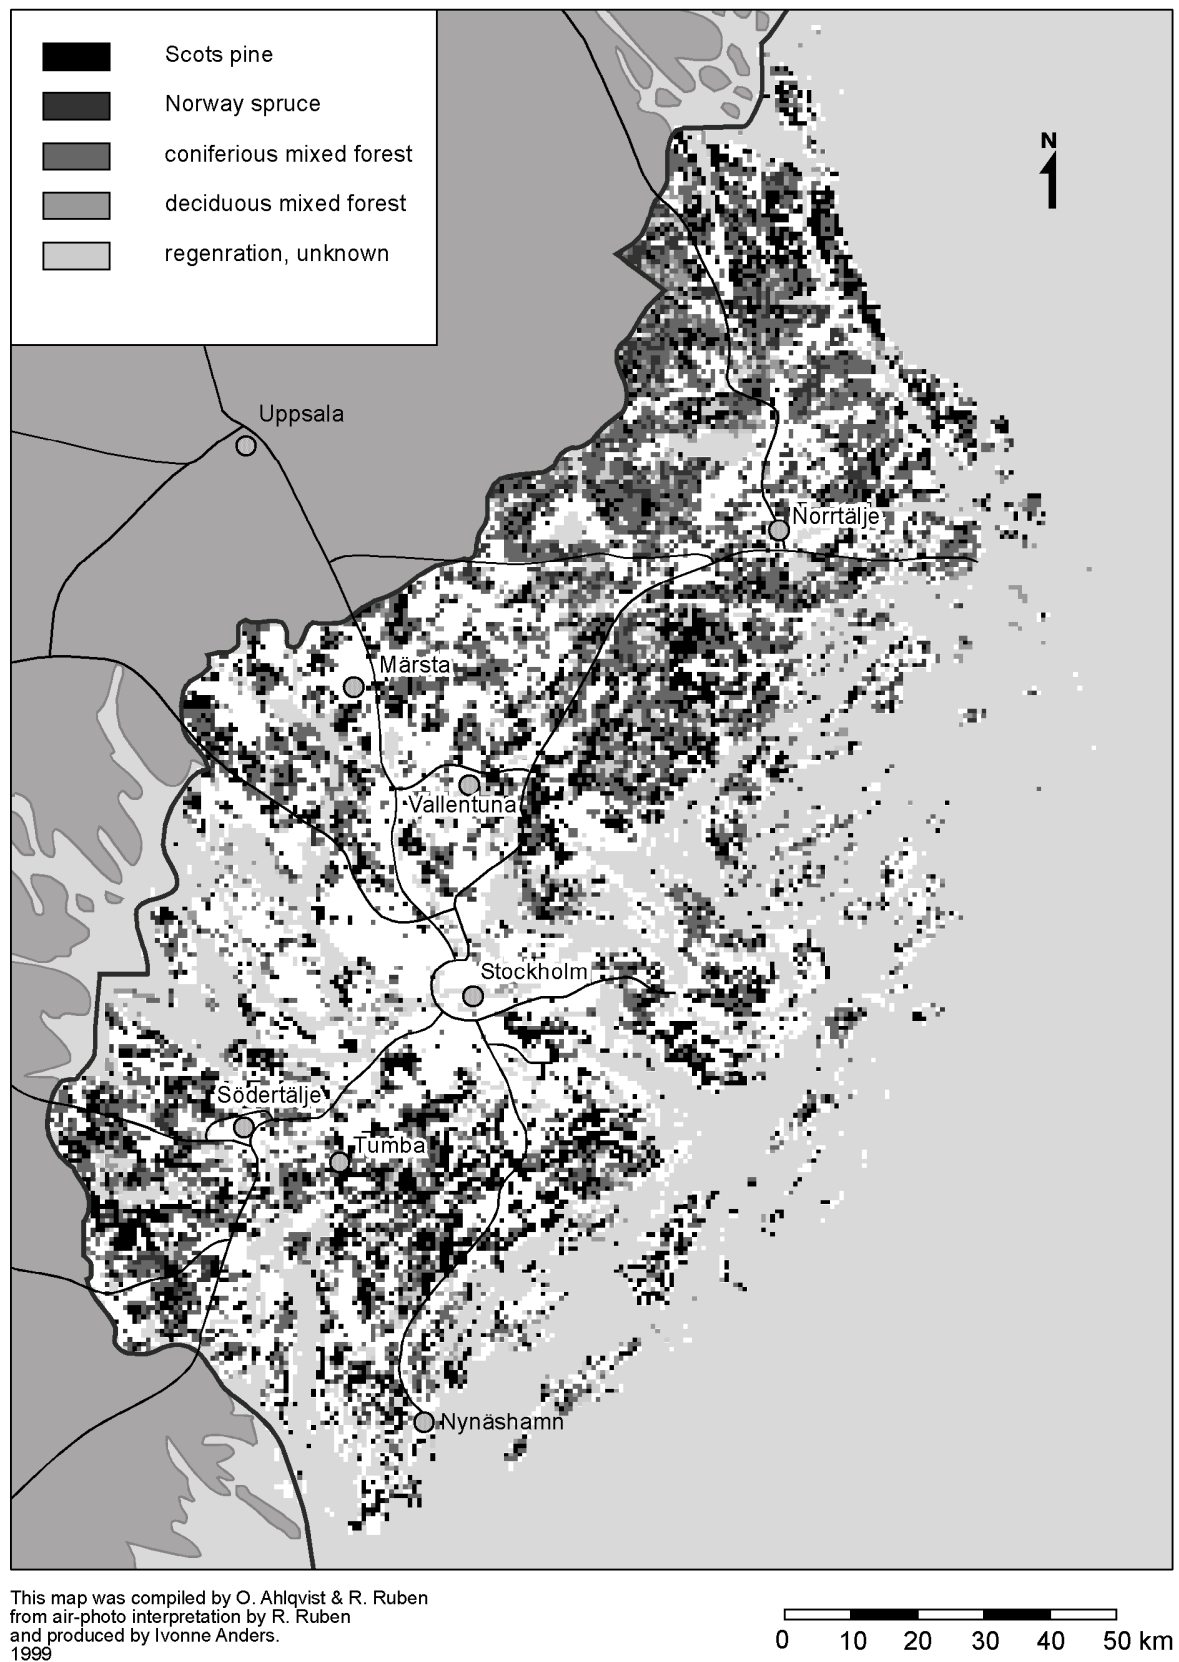 Scots pine
Norway spruce
coniferious mixed forest
deciduous mixed forest
regenration, unknown
N
Uppsala
Norrtälje
Märsta
Vallentuna
Stockholm
Södertälje
Tumba
Nynäshamn
This map was compiled by O. Ahlqvist & R. Ruben
from air-photo interpretation by R. Ruben
and produced by Ivonne Anders.
1999
0 10 20 30 40 50 km